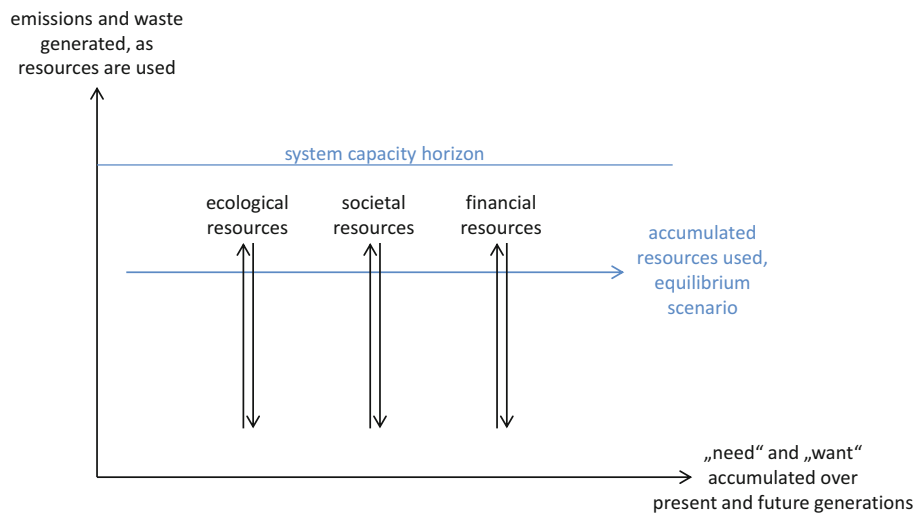 emissions and waste
generated, as
resources are used
system capacity horizon
ecological
resources
societal
resources
financial
resources
accumulated
resources used,
equilibrium
scenario
„need“ and „want“
accumulated over
present and future generations